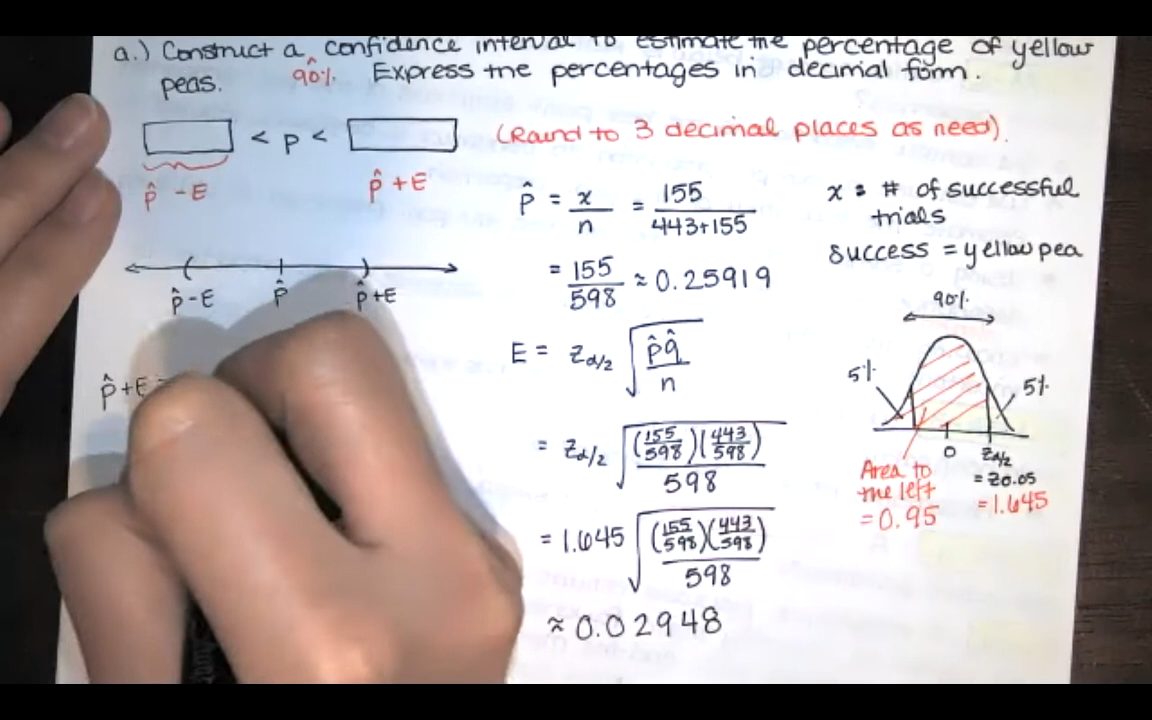 a.) Construct a 90% confidence interval to estimate the percentage of yellow
peas. Express the percentages in decimal form.
☐ < p < ☐ (Round to 3 decimal places as need).
p̂ - E p̂ + E
p̂ - E p̂ p̂ + E
p̂ + E =
p̂ = x/n = 155/(443+155)
= 155/598 ≈ 0.25919
E = z_α/2 √(p̂q̂/n)
= z_α/2 √((155/598)(443/598)/598)
= 1.645 √((155/598)(443/598)/598)
≈ 0.02948
x = # of successful
trials
success = yellow pea
90%
5% 5%
0 z_α/2
= z0.05
= 1.645
Area to
the left
= 0.95